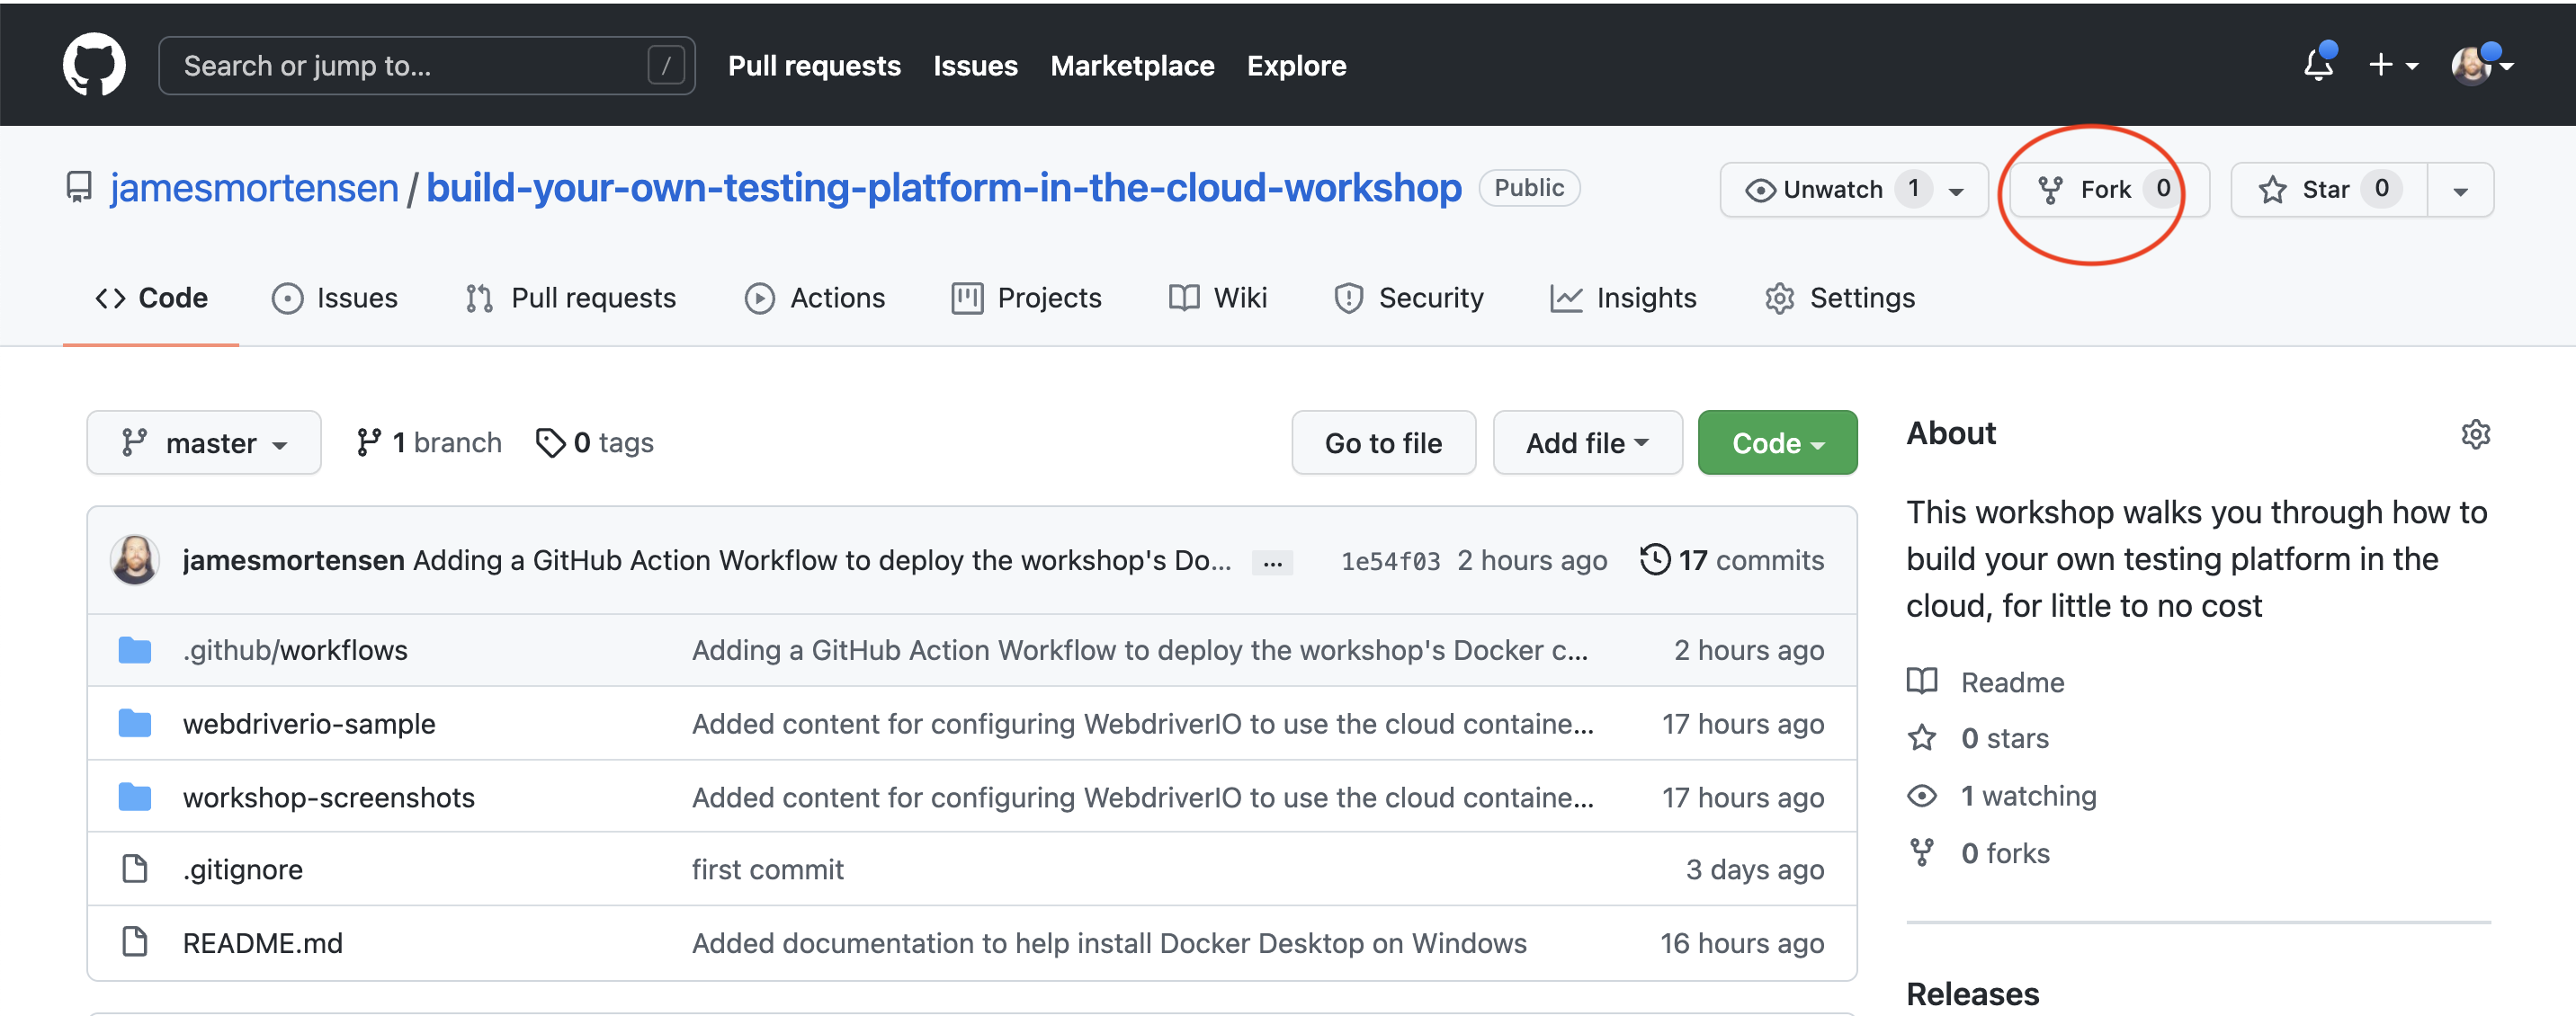 Search or jump to... / Pull requests Issues Marketplace Explore
jamesmortensen / build-your-own-testing-platform-in-the-cloud-workshop Public Unwatch 1 Fork 0 Star 0
Code Issues Pull requests Actions Projects Wiki Security Insights Settings
master 1 branch 0 tags Go to file Add file Code
jamesmortensen Adding a GitHub Action Workflow to deploy the workshop's Do... ... 1e54f03 2 hours ago 17 commits
.github/workflows Adding a GitHub Action Workflow to deploy the workshop's Docker c... 2 hours ago
webdriverio-sample Added content for configuring WebdriverIO to use the cloud containe... 17 hours ago
workshop-screenshots Added content for configuring WebdriverIO to use the cloud containe... 17 hours ago
.gitignore first commit 3 days ago
README.md Added documentation to help install Docker Desktop on Windows 16 hours ago
About
This workshop walks you through how to
build your own testing platform in the
cloud, for little to no cost
Readme
0 stars
1 watching
0 forks
Releases